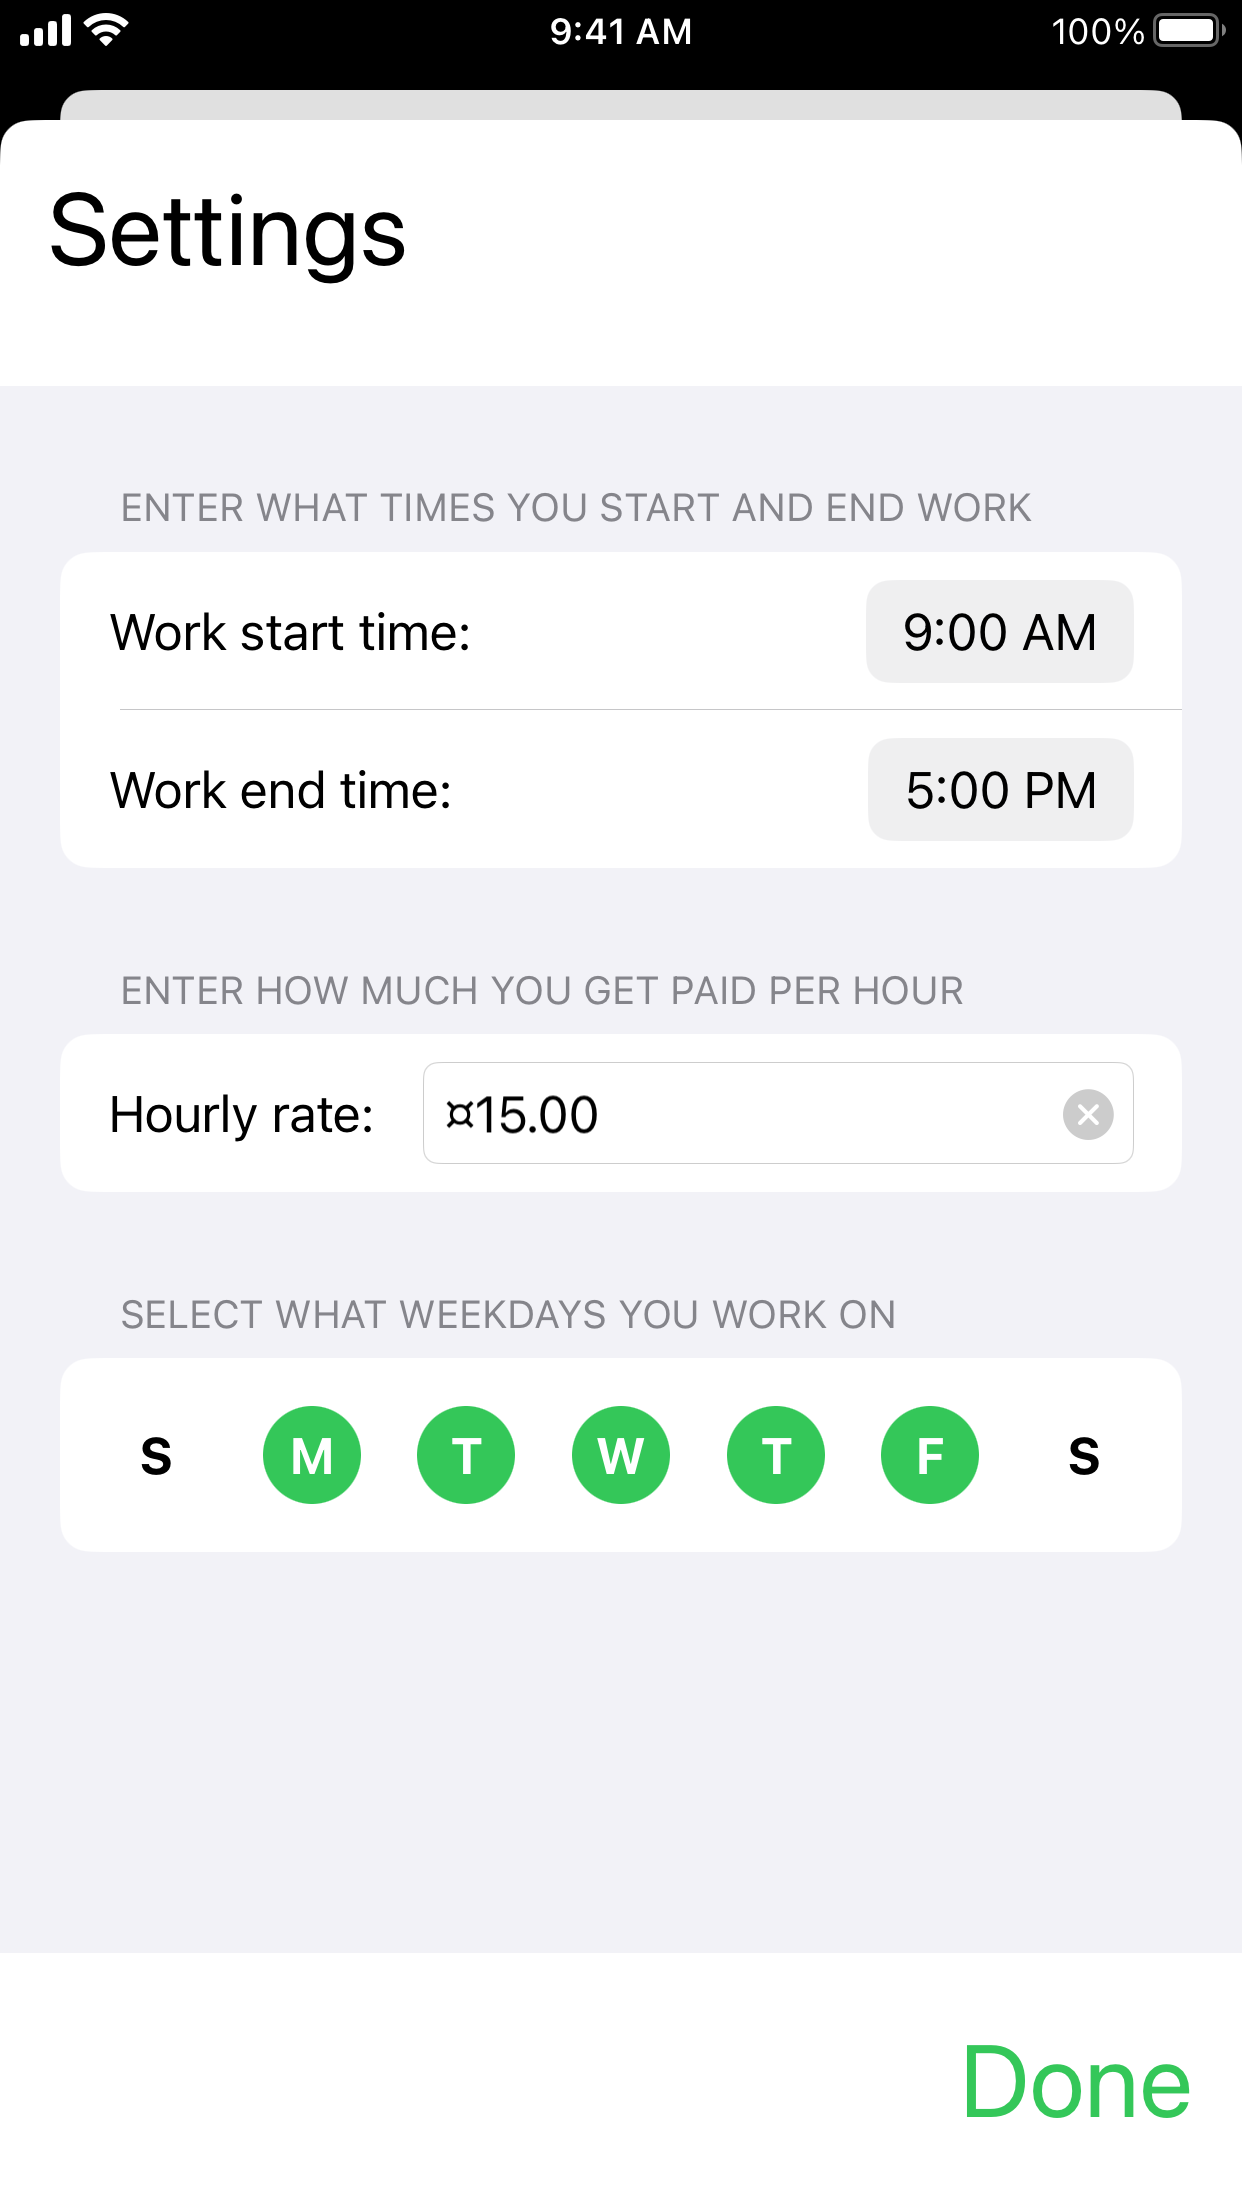 9:41 AM 100%
Settings
ENTER WHAT TIMES YOU START AND END WORK
Work start time: 9:00 AM
Work end time: 5:00 PM
ENTER HOW MUCH YOU GET PAID PER HOUR
Hourly rate: ¤15.00
SELECT WHAT WEEKDAYS YOU WORK ON
S M T W T F S
Done